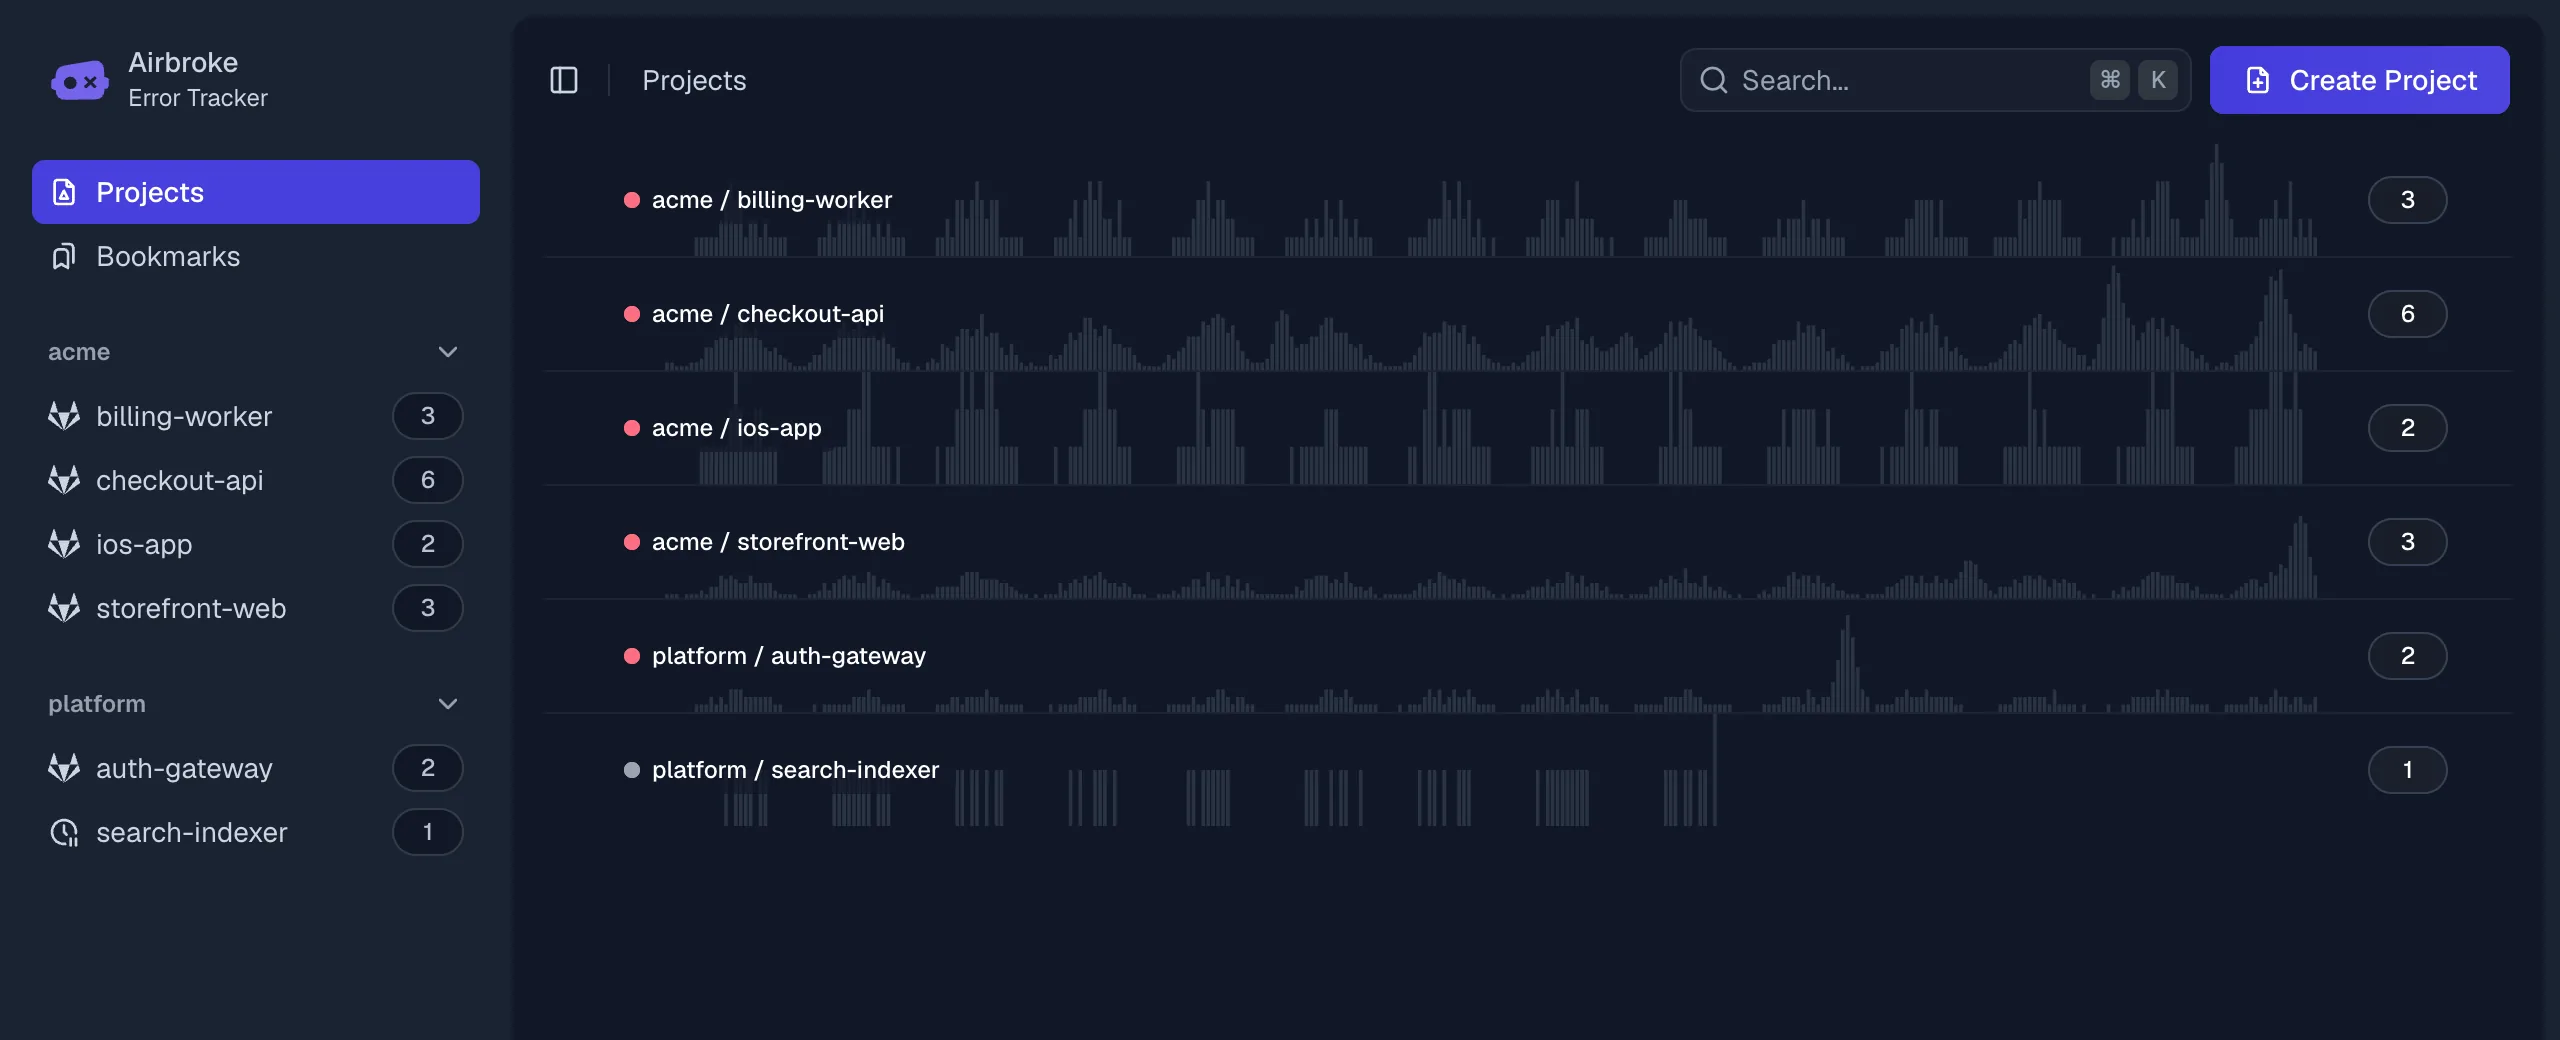 Airbroke
Error Tracker
Projects
Bookmarks
acme
billing-worker 3
checkout-api 6
ios-app 2
storefront-web 3
platform
auth-gateway 2
search-indexer 1
Projects
Search... ⌘ K
Create Project
acme / billing-worker 3
acme / checkout-api 6
acme / ios-app 2
acme / storefront-web 3
platform / auth-gateway 2
platform / search-indexer 1